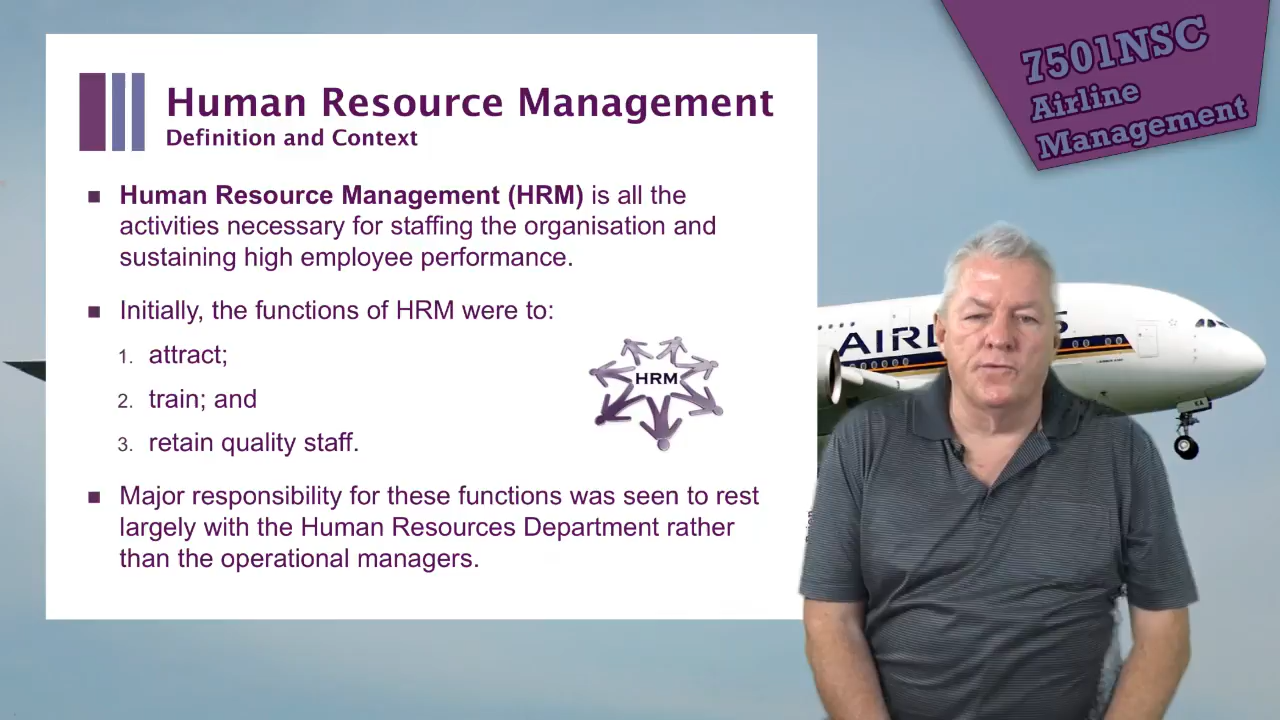 7501NSC
Airline
Management
Human Resource Management
Definition and Context
■ Human Resource Management (HRM) is all the
activities necessary for staffing the organisation and
sustaining high employee performance.
■ Initially, the functions of HRM were to:
1. attract;
2. train; and
3. retain quality staff.
HRM
■ Major responsibility for these functions was seen to rest
largely with the Human Resources Department rather
than the operational managers.